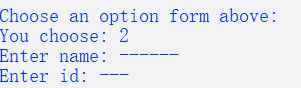 Choose an option form above:
You choose: 2
Enter name: ------
Enter id: ---